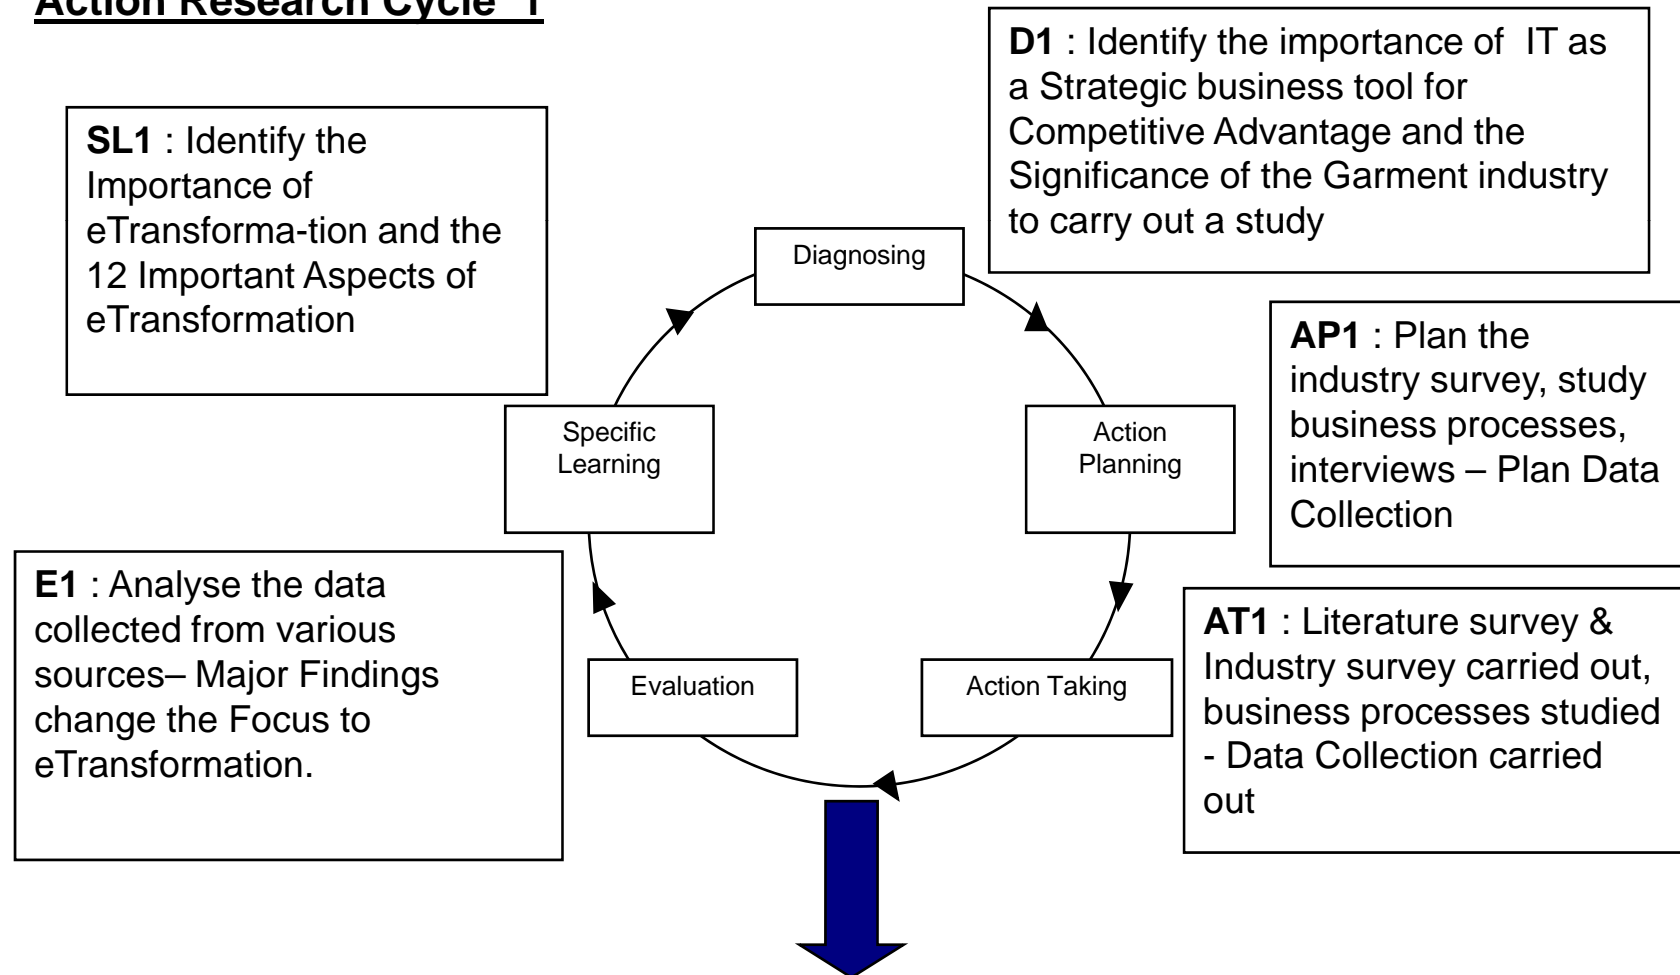 Action Research Cycle 1
D1 : Identify the importance of IT as
a Strategic business tool for
Competitive Advantage and the
Significance of the Garment industry
to carry out a study
SL1 : Identify the
Importance of
eTransforma-tion and the
12 Important Aspects of
eTransformation
Diagnosing
AP1 : Plan the
industry survey, study
business processes,
interviews – Plan Data
Collection
Specific
Learning
Action
Planning
E1 : Analyse the data
collected from various
sources– Major Findings
change the Focus to
eTransformation.
AT1 : Literature survey &
Industry survey carried out,
business processes studied
- Data Collection carried
out
Evaluation
Action Taking